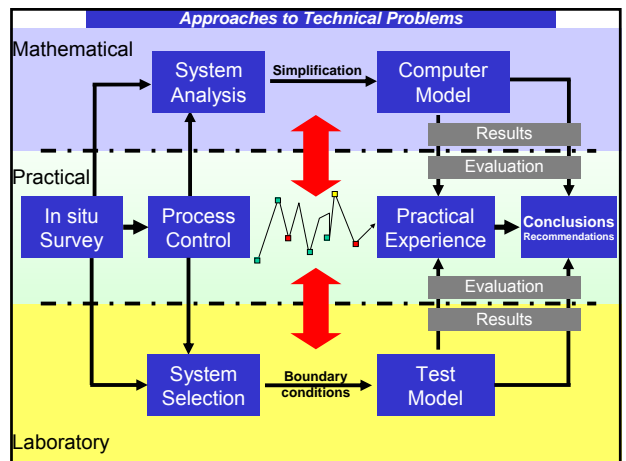 Approaches to Technical Problems
Mathematical
System
Analysis
Simplification
Computer
Model
Results
Evaluation
Practical
In situ
Survey
Process
Control
Practical
Experience
Conclusions
Recommendations
Evaluation
Results
System
Selection
Boundary
conditions
Test
Model
Laboratory